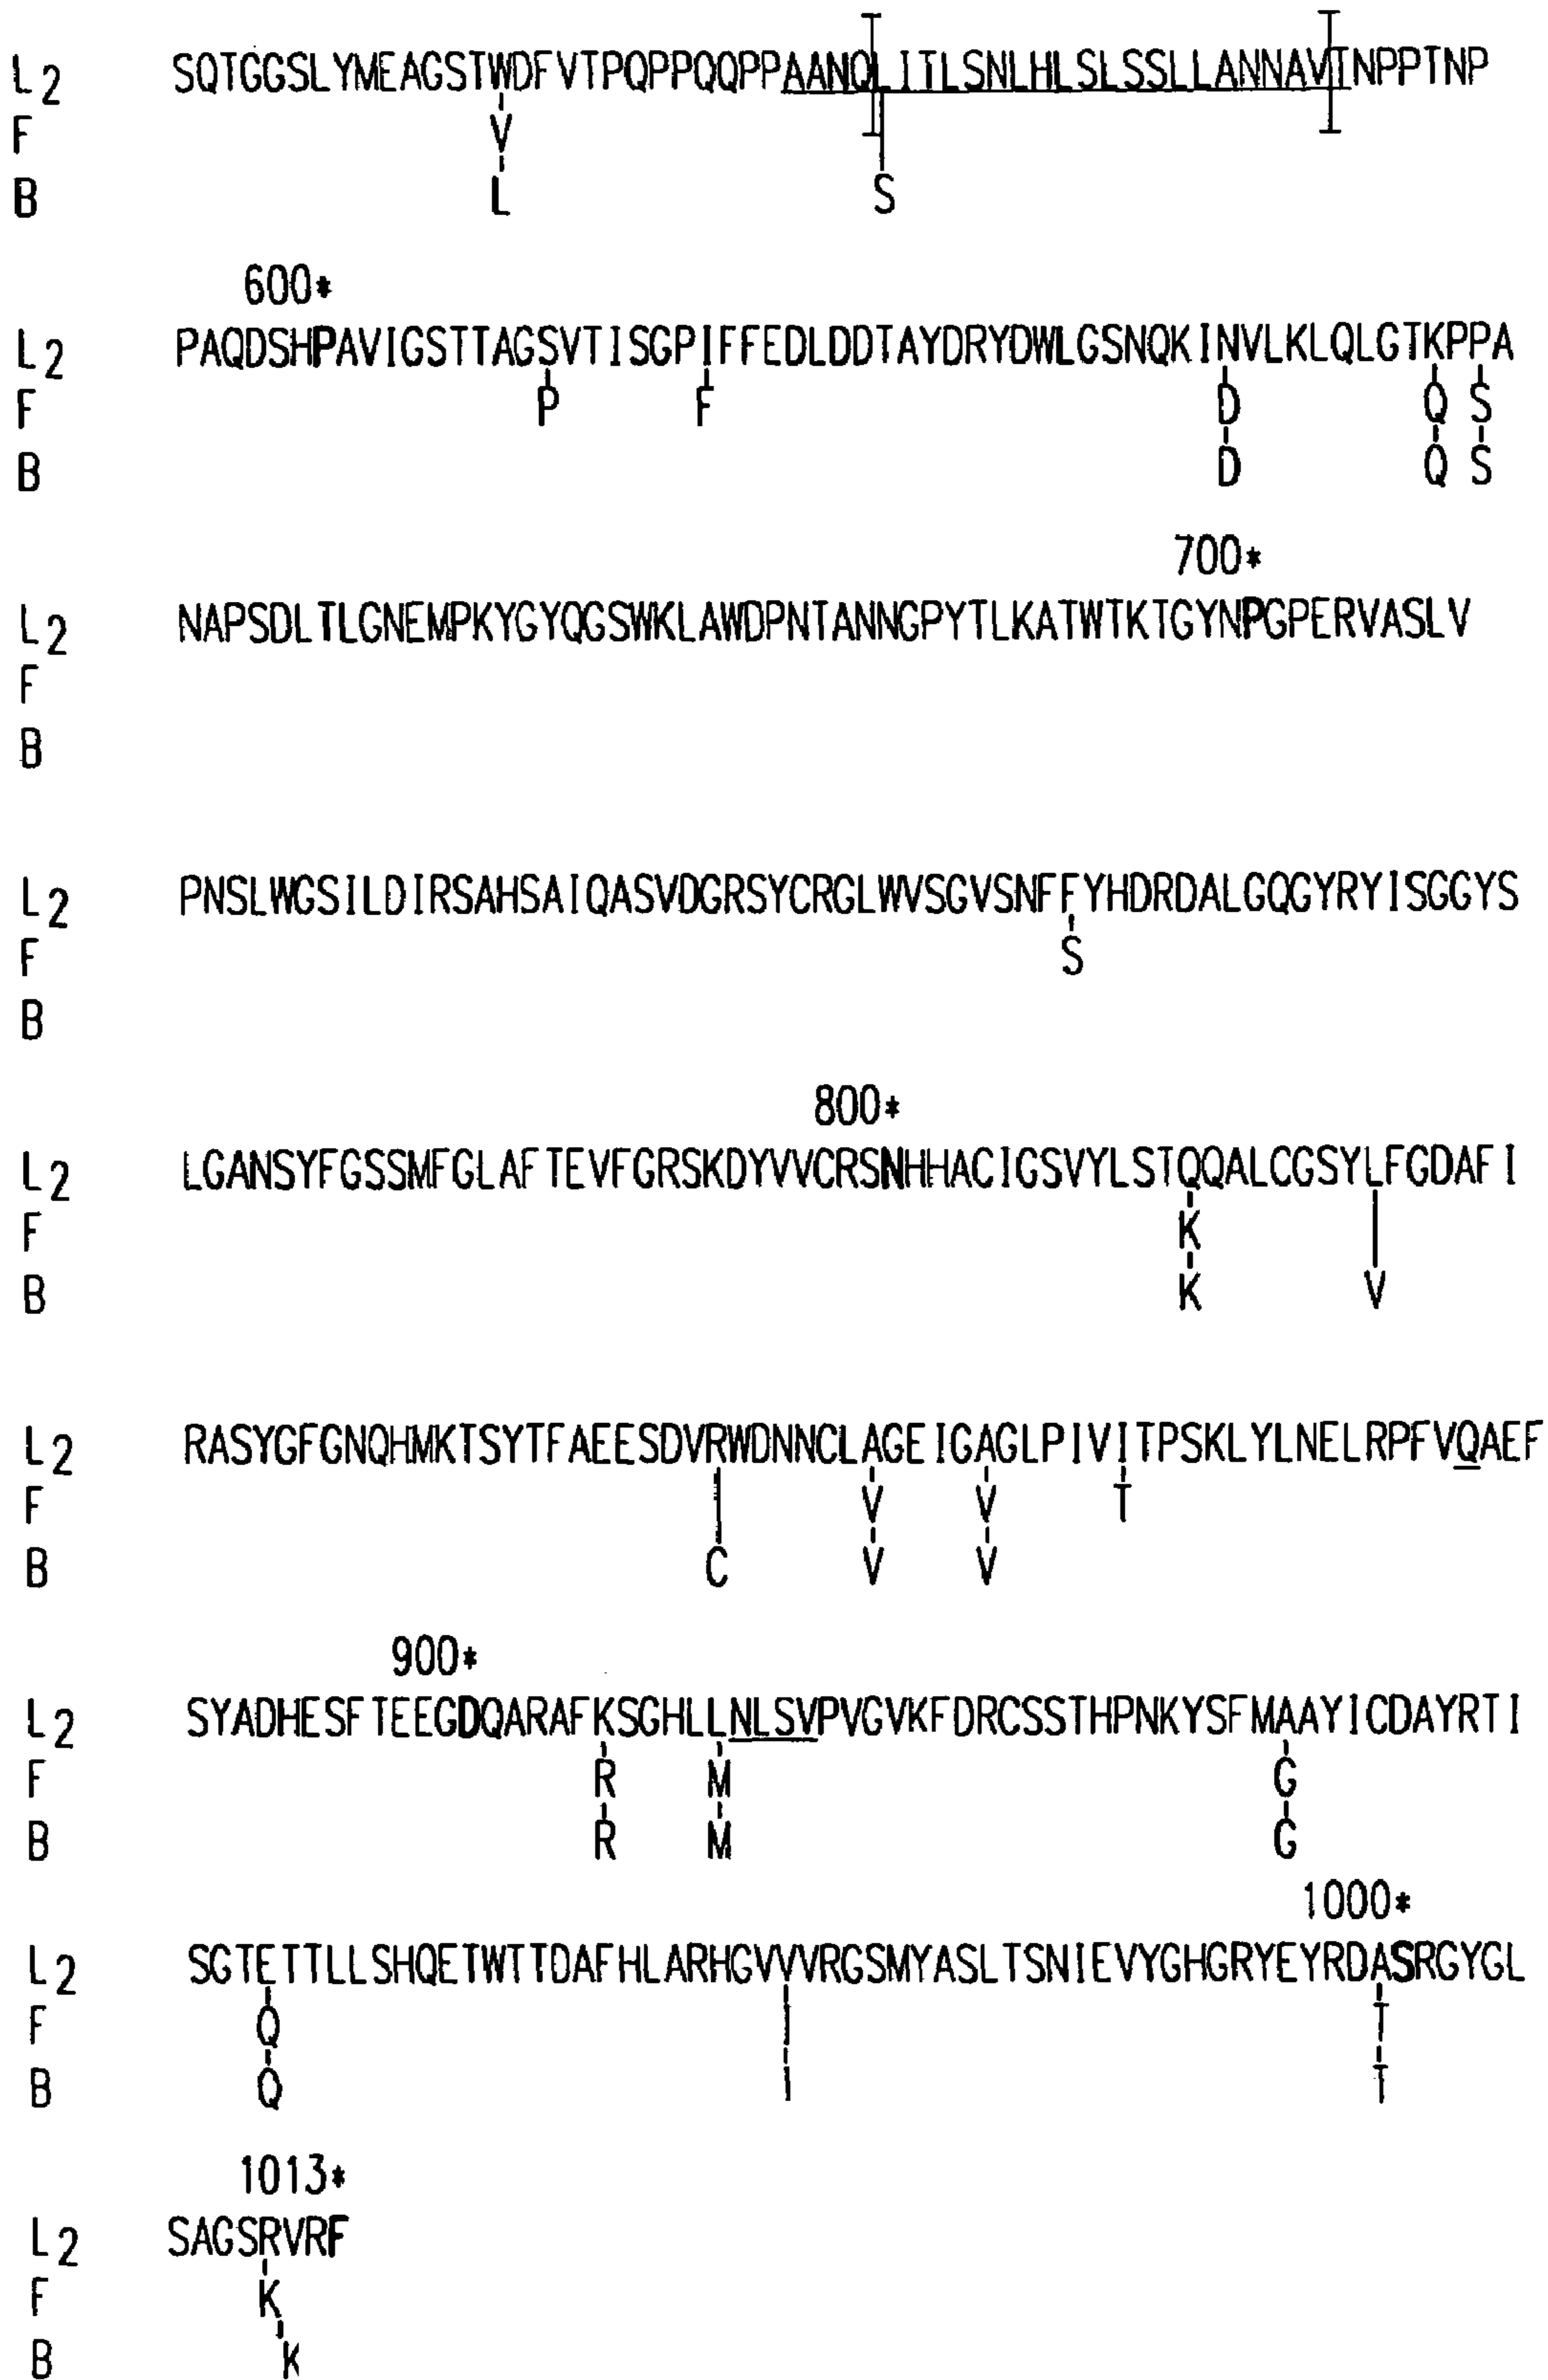 L2 SQTGGSLYMEAGSTWDFVTPQPPQQPPAANQLITLSNLHLSLSSLLANNAVTNPPTNP
F V
B L S
600*
L2 PAQDSHPAVIGSTTAGSVTISGPIFFEDLDDTAYDRYDWLGSNQKINVLKLQLGTKPPA
F P F D Q S
B D Q S
700*
L2 NAPSDLTLGNEMPKYGYQGSWKLAWDPNTANNGPYTLKATWTKTGYNPGPERVASLV
F
B
L2 PNSLWGSILDIRSAHSAIQASVDGRSYCRGLWVSGVSNFFYHDRDALGQGYRYISGGYS
F S
B
800*
L2 LGANSYFGSSMFGLAFTEVFGRSKDYVVCRSNHHACIGSVYLSTQQALCGSYLFGDAFI
F K
B K V
L2 RASYGFGNQHMKTSYTFAEESDVRWDNNCLAGEIGAGLPIVITPSKLYLNELRPFVQAEF
F V V T
B C V V
900*
L2 SYADHESFTEEGDQARAFKSGHLLNLSVPVGVKFDRCSSTHPNKYSFMAAYICDAYRTI
F R M G
B R M G
1000*
L2 SGTETTLLSHQETWTTDAFHLARHGVVVRGSMYASLTSNIEVYGHGRYEYRDASRGYGL
F Q I T
B Q I T
1013*
L2 SAGSRVRF
F K
B K